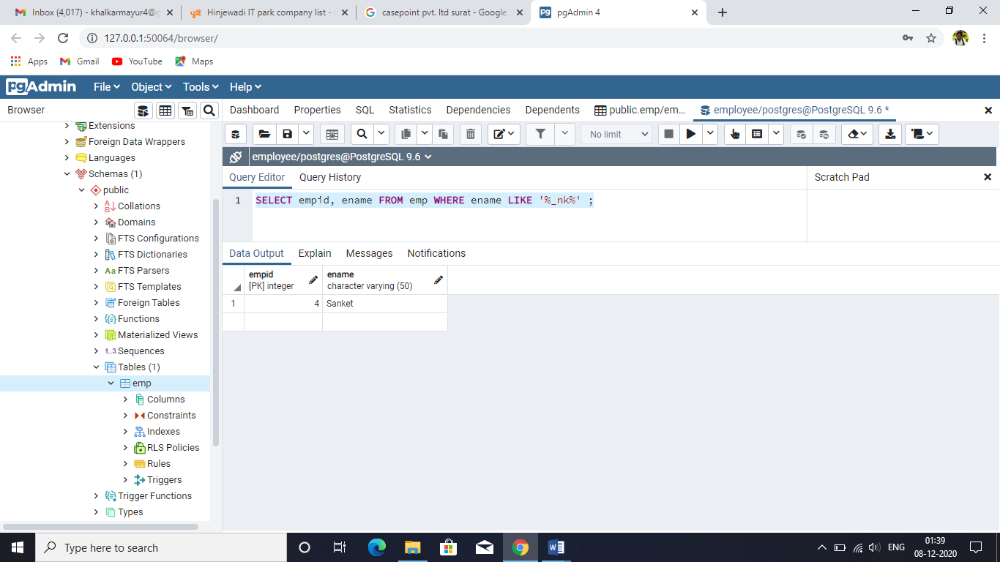 Inbox (4,017) - khalkarmayur4@g
Hinjewadi IT park company list -
casepoint pvt. ltd surat - Google
pgAdmin 4
127.0.0.1:50064/browser/
Apps
Gmail
YouTube
Maps
pgAdmin
File
Object
Tools
Help
Browser
Dashboard
Properties
SQL
Statistics
Dependencies
Dependents
public.emp/em...
employee/postgres@PostgreSQL 9.6 *
No limit
employee/postgres@PostgreSQL 9.6
Query Editor
Query History
Scratch Pad
1 SELECT empid, ename FROM emp WHERE ename LIKE '%_nk%' ;
Data Output
Explain
Messages
Notifications
empid
[PK] integer
ename
character varying (50)
1 4 Sanket
Extensions
Foreign Data Wrappers
Languages
Schemas (1)
public
Collations
Domains
FTS Configurations
FTS Dictionaries
Aa FTS Parsers
FTS Templates
Foreign Tables
Functions
Materialized Views
1..3 Sequences
Tables (1)
emp
Columns
Constraints
Indexes
RLS Policies
Rules
Triggers
Trigger Functions
Types
Type here to search
ENG
01:39
08-12-2020